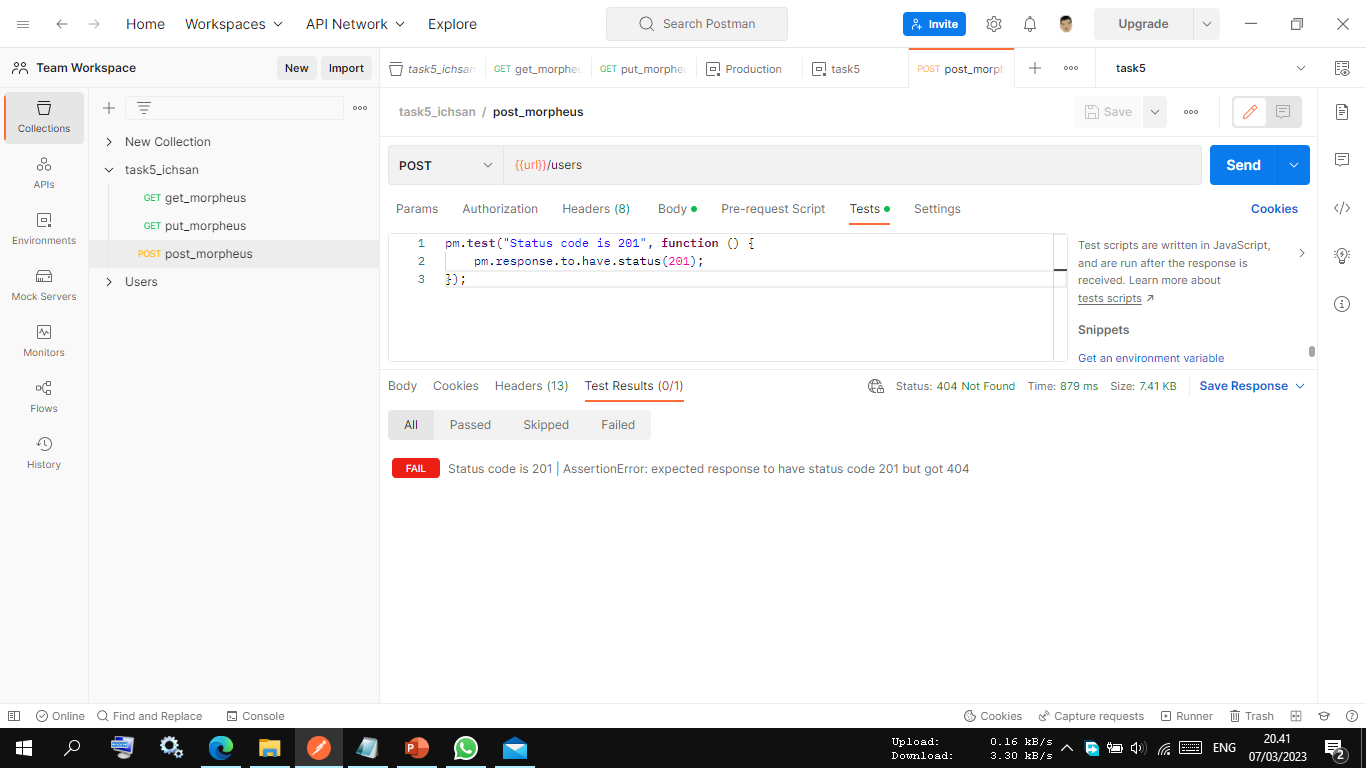 Home
Workspaces
API Network
Explore
Search Postman
Invite
Upgrade
Team Workspace
New
Import
task5_ichsan
GET get_morpheu
GET put_morphe
Production
task5
POST post_morp
task5
Collections
APIs
Environments
Mock Servers
Monitors
Flows
History
New Collection
task5_ichsan
GET get_morpheus
GET put_morpheus
POST post_morpheus
Users
task5_ichsan / post_morpheus
Save
POST
{{url}}/users
Send
Params
Authorization
Headers (8)
Body
Pre-request Script
Tests
Settings
Cookies
1 pm.test("Status code is 201", function () {
2 pm.response.to.have.status(201);
3 });
Test scripts are written in JavaScript,
and are run after the response is
received. Learn more about
tests scripts ↗
Snippets
Get an environment variable
Body
Cookies
Headers (13)
Test Results (0/1)
Status: 404 Not Found
Time: 879 ms
Size: 7.41 KB
Save Response
All
Passed
Skipped
Failed
FAIL
Status code is 201 | AssertionError: expected response to have status code 201 but got 404
Online
Find and Replace
Console
Cookies
Capture requests
Runner
Trash
Upload: 0.16 kB/s
Download: 3.30 kB/s
ENG
20.41
07/03/2023
2